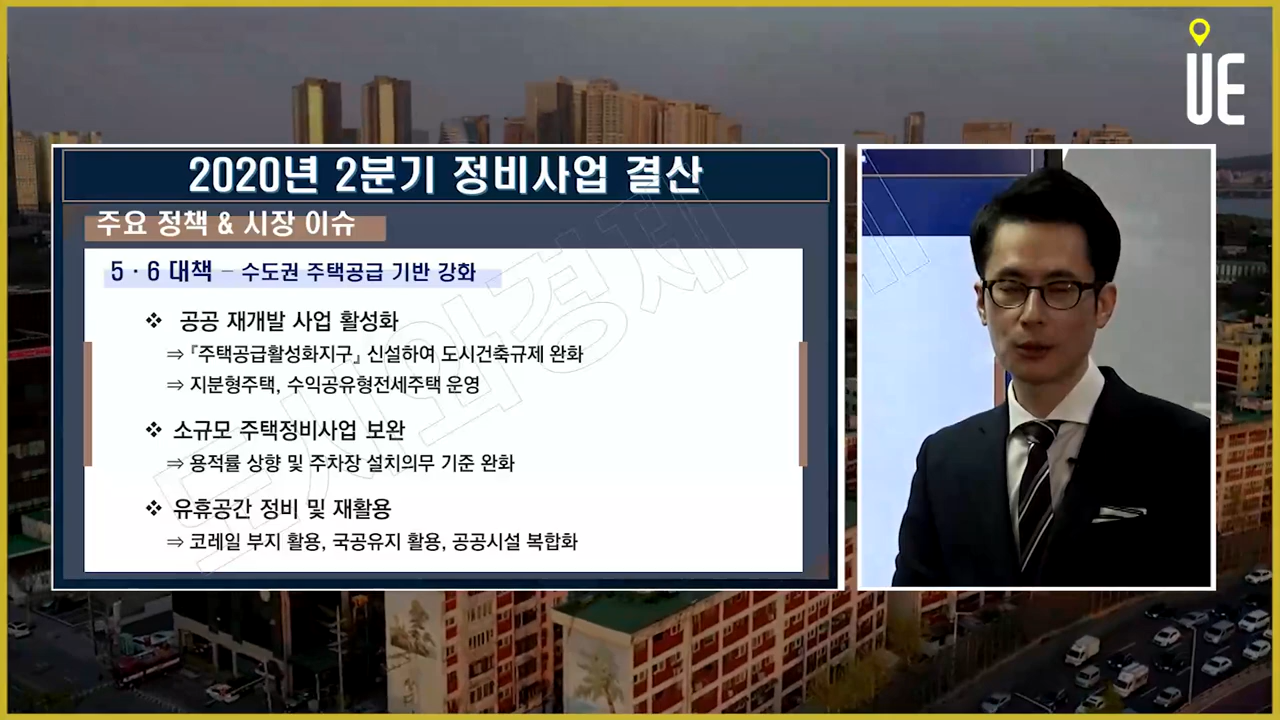 UE
2020년 2분기 정비사업 결산
주요 정책 & 시장 이슈
5 · 6 대책 – 수도권 주택공급 기반 강화
❖ 공공 재개발 사업 활성화
⇒『주택공급활성화지구』 신설하여 도시건축규제 완화
⇒ 지분형주택, 수익공유형전세주택 운영
❖ 소규모 주택정비사업 보완
⇒ 용적률 상향 및 주차장 설치의무 기준 완화
❖ 유휴공간 정비 및 재활용
⇒ 코레일 부지 활용, 국공유지 활용, 공공시설 복합화
도시와경제